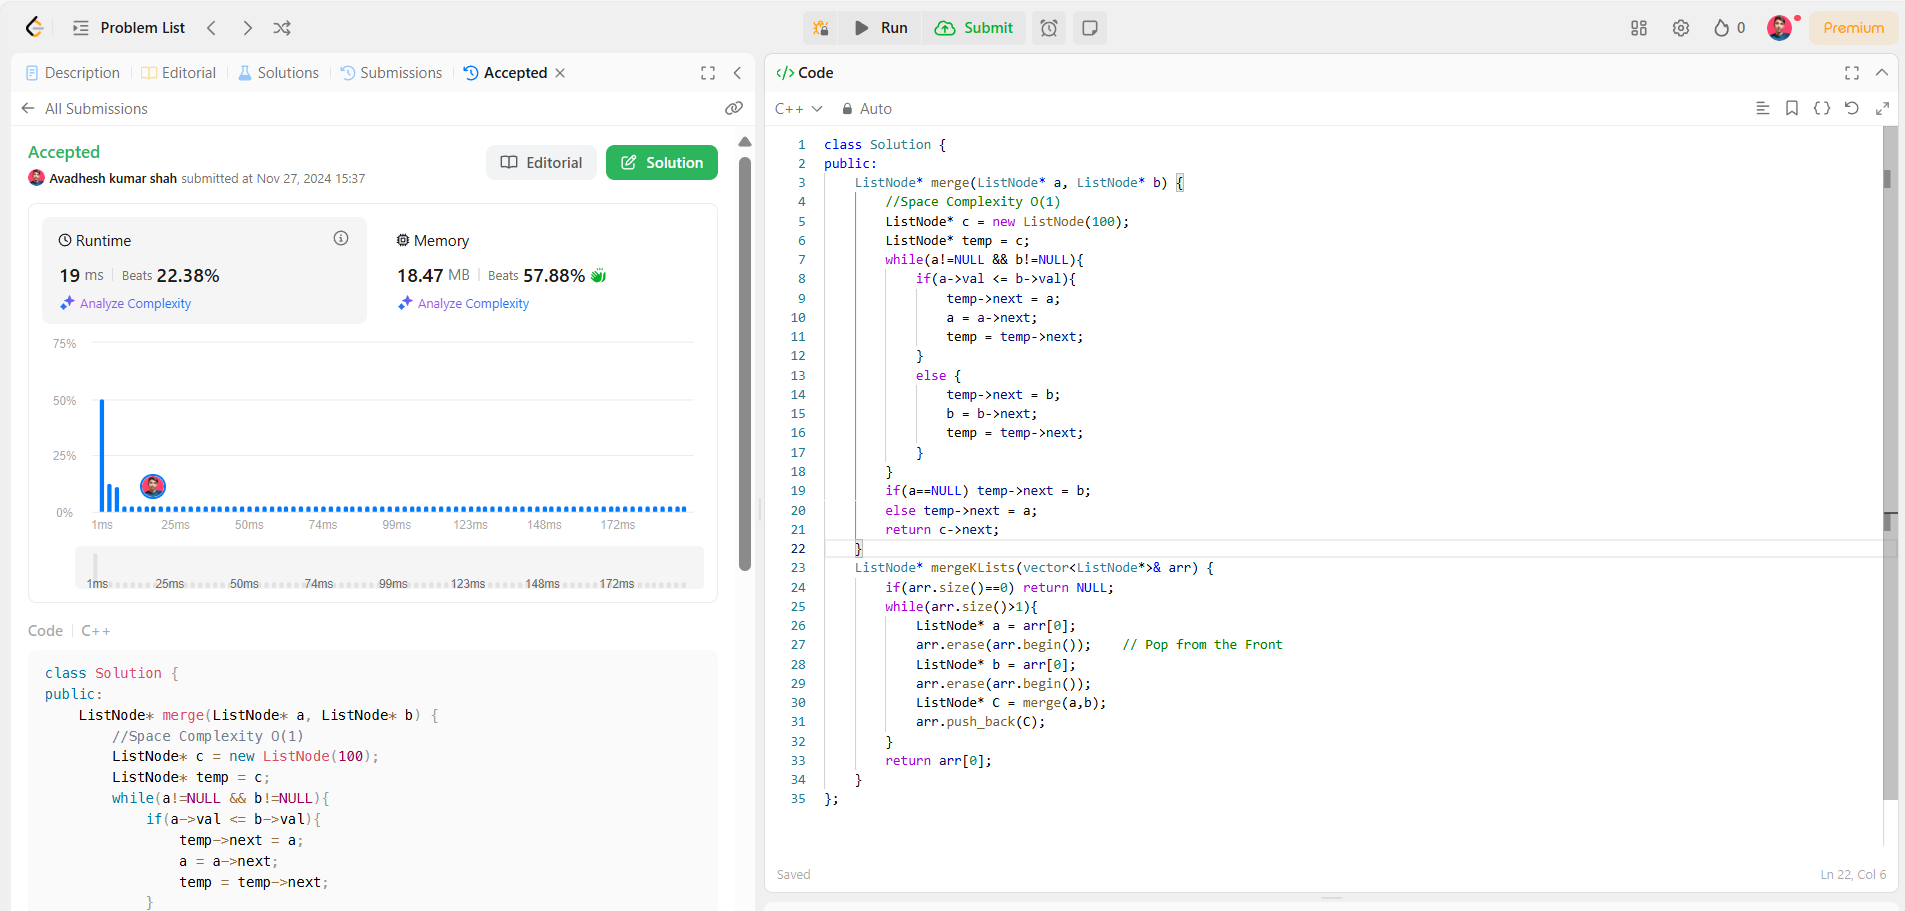 Problem List
Run
Submit
0
Premium
Description
Editorial
Solutions
Submissions
Accepted
All Submissions
Accepted
Avadhesh kumar shah submitted at Nov 27, 2024 15:37
Editorial
Solution
Runtime
19 ms Beats 22.38%
Analyze Complexity
Memory
18.47 MB Beats 57.88%
Analyze Complexity
75%
50%
25%
0%
1ms 25ms 50ms 74ms 99ms 123ms 148ms 172ms
1ms 25ms 50ms 74ms 99ms 123ms 148ms 172ms
Code C++
class Solution {
public:
    ListNode* merge(ListNode* a, ListNode* b) {
        //Space Complexity O(1)
        ListNode* c = new ListNode(100);
        ListNode* temp = c;
        while(a!=NULL && b!=NULL){
            if(a->val <= b->val){
                temp->next = a;
                a = a->next;
                temp = temp->next;
            }
</> Code
C++ Auto
1 class Solution {
2 public:
3     ListNode* merge(ListNode* a, ListNode* b) {
4         //Space Complexity O(1)
5         ListNode* c = new ListNode(100);
6         ListNode* temp = c;
7         while(a!=NULL && b!=NULL){
8             if(a->val <= b->val){
9                 temp->next = a;
10                 a = a->next;
11                 temp = temp->next;
12             }
13             else {
14                 temp->next = b;
15                 b = b->next;
16                 temp = temp->next;
17             }
18         }
19         if(a==NULL) temp->next = b;
20         else temp->next = a;
21         return c->next;
22     }
23     ListNode* mergeKLists(vector<ListNode*>& arr) {
24         if(arr.size()==0) return NULL;
25         while(arr.size()>1){
26             ListNode* a = arr[0];
27             arr.erase(arr.begin());    // Pop from the Front
28             ListNode* b = arr[0];
29             arr.erase(arr.begin());
30             ListNode* C = merge(a,b);
31             arr.push_back(C);
32         }
33         return arr[0];
34     }
35 };
Saved
Ln 22, Col 6